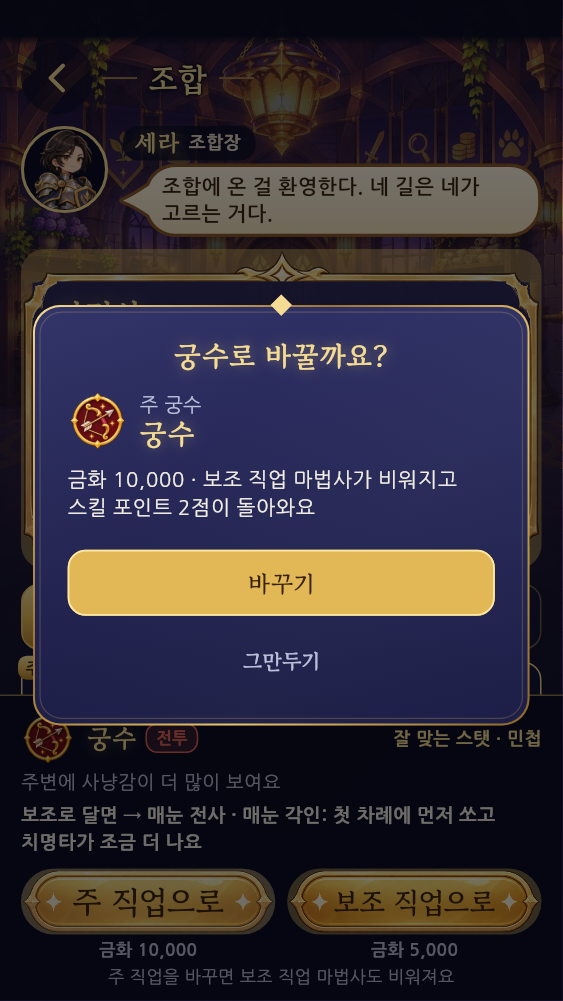 조합
세라 조합장
조합에 온 걸 환영한다. 네 길은 네가
고르는 거다.
궁수로 바꿀까요?
주 궁수
궁수
금화 10,000 · 보조 직업 마법사가 비워지고
스킬 포인트 2점이 돌아와요
바꾸기
그만두기
궁수 전투 잘 맞는 스탯 · 민첩
주변에 사냥감이 더 많이 보여요
보조로 달면 → 매눈 전사 · 매눈 각인: 첫 차례에 먼저 쏘고
치명타가 조금 더 나요
주 직업으로 보조 직업으로
금화 10,000 금화 5,000
주 직업을 바꾸면 보조 직업 마법사도 비워져요